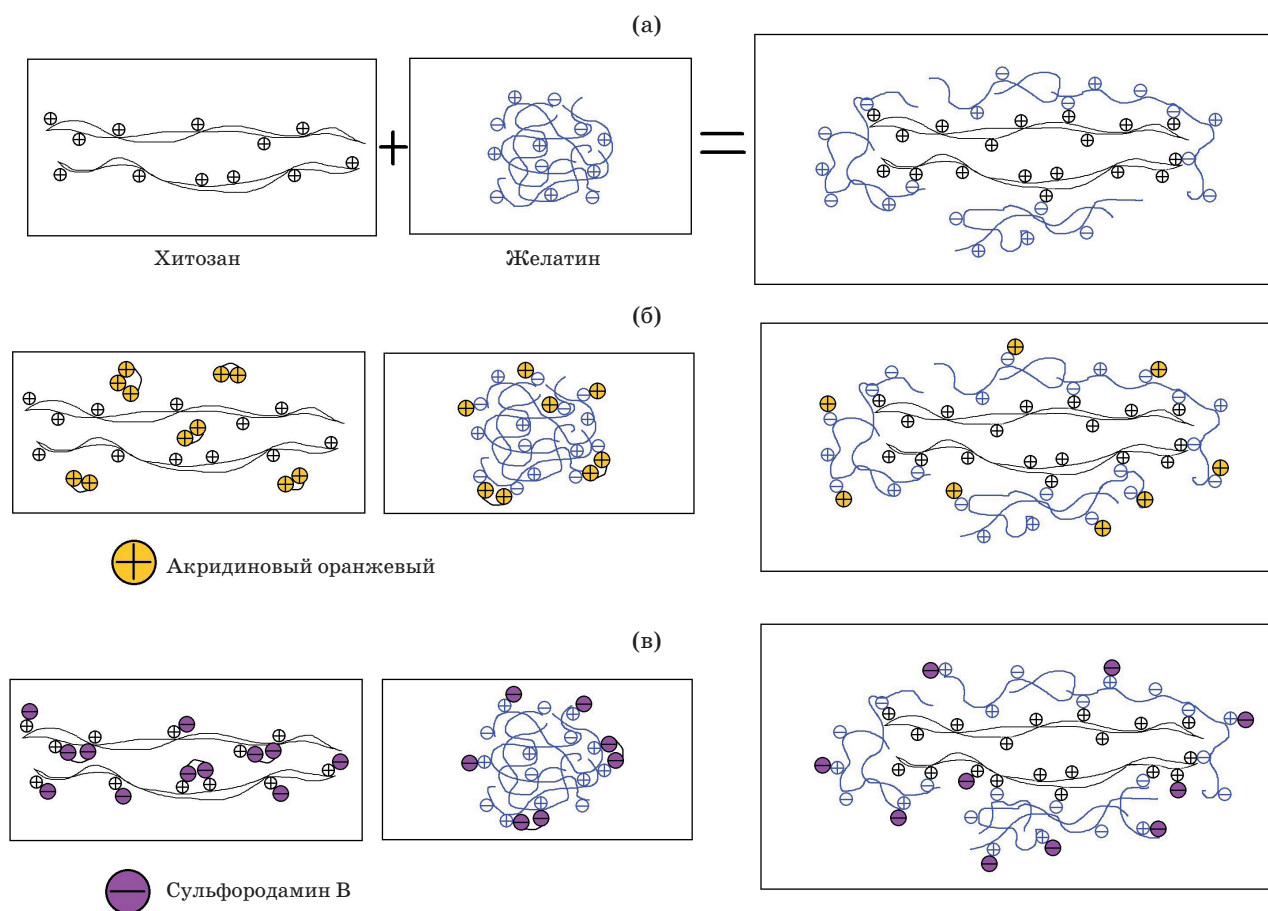 (а)
Хитозан
Желатин
(б)
Акридиновый оранжевый
(в)
Сульфородамин В